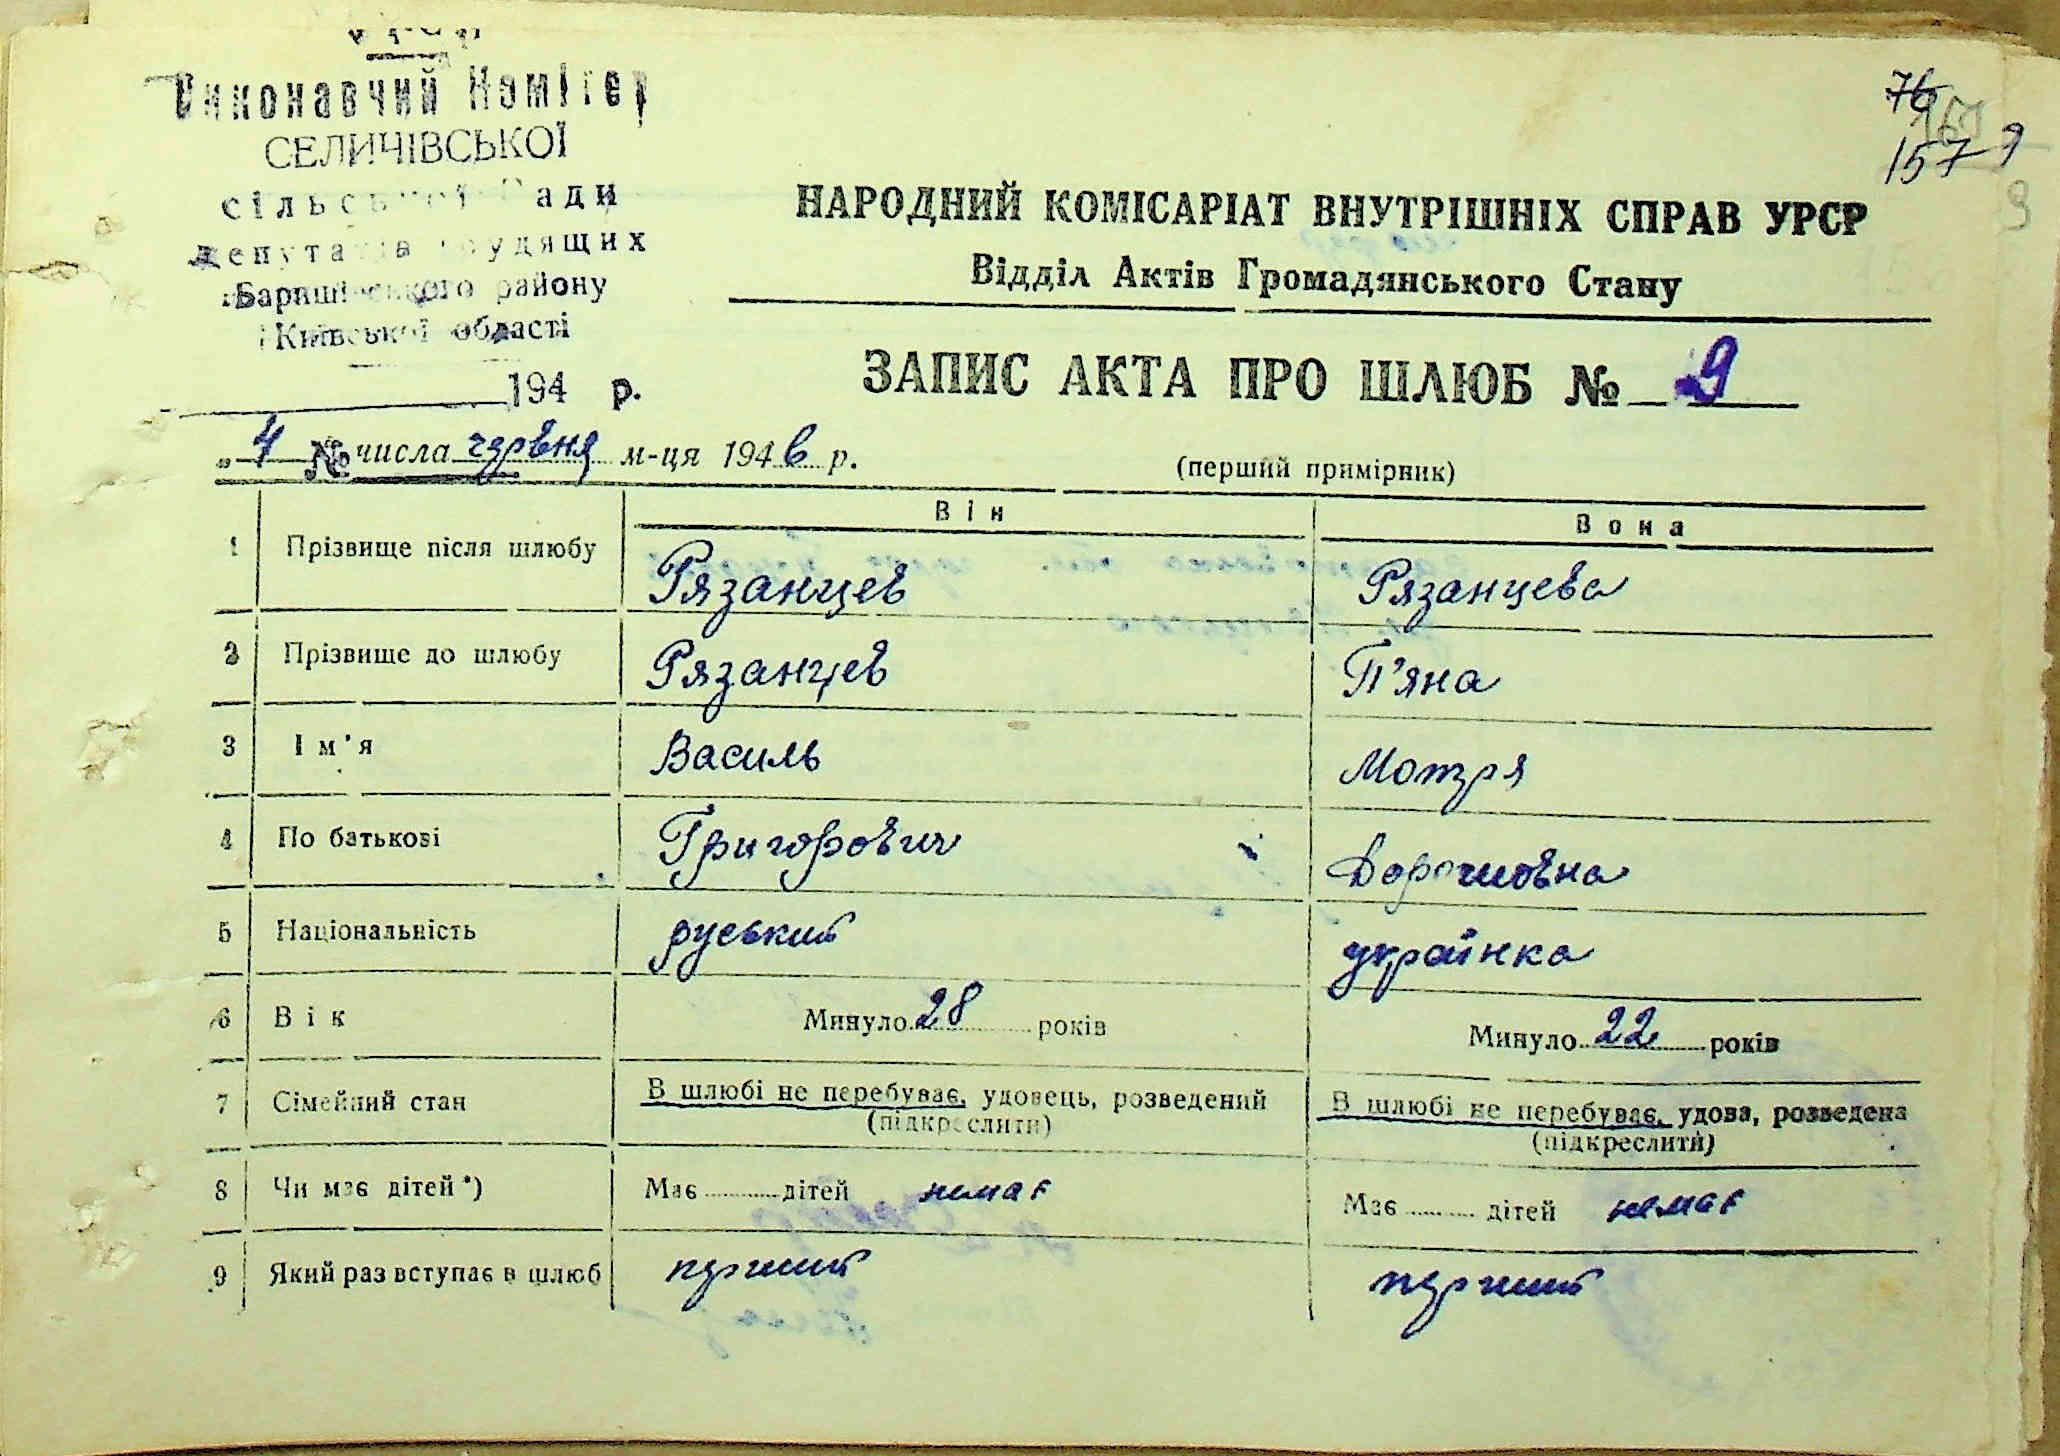 УРСР
Виконавчий Комітет
СЕЛИЧІВСЬКОЇ
сільської Ради
депутатів трудящих
Баришівського району
Київської області
194 р.
№
76
157
9
НАРОДНИЙ КОМІСАРІАТ ВНУТРІШНІХ СПРАВ УРСР
Відділ Актів Громадянського Стану
ЗАПИС АКТА ПРО ШЛЮБ № 9
„ 4 числа червня м-ця 1946 р.
(перший примірник)
Він Вона
1 Прізвище після шлюбу Рязанцев Рязанцева
2 Прізвище до шлюбу Рязанцев П'яна
3 Ім'я Василь Мотря
4 По батькові Григорович Дорошовна
5 Національність руський українка
6 Вік Минуло 28 років Минуло 22 років
7 Сімейний стан В шлюбі не перебуває, удовець, розведений В шлюбі не перебуває, удова, розведена
(підкреслити) (підкреслити)
8 Чи має дітей*) Має дітей немає Має дітей немає
9 Який раз вступає в шлюб перший перший